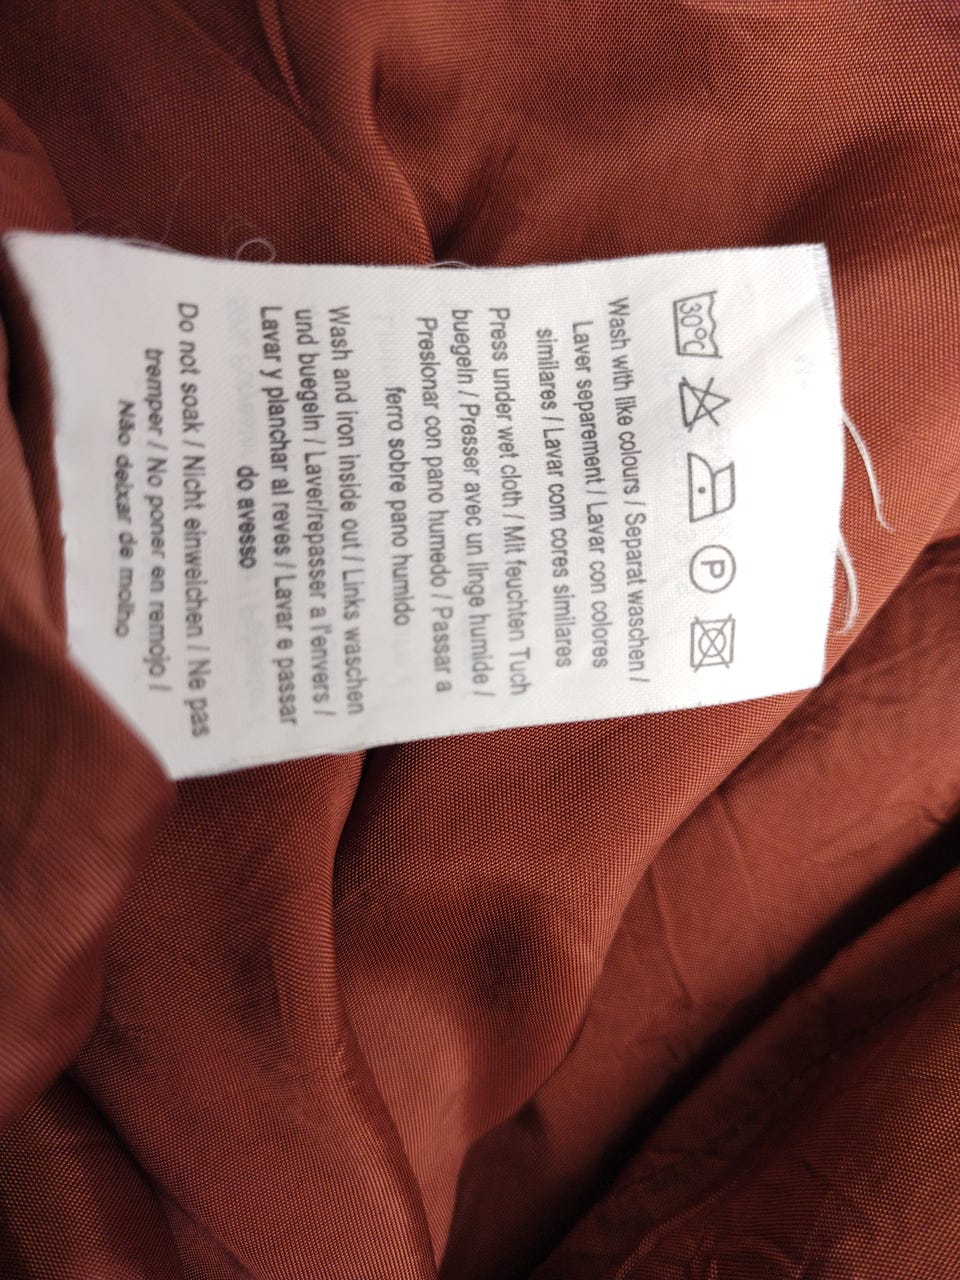 30°C P
Wash with like colours / Separat waschen /
Laver separement / Lavar con colores
similares / Lavar com cores similares
Press under wet cloth / Mit feuchten Tuch
buegeln / Presser avec un linge humide /
Presionar con pano humedo / Passar a
ferro sobre pano humido
Wash and iron inside out / Links waschen
und buegeln / Laver/repasser a l'envers /
Lavar y planchar al reves / Lavar e passar
do avesso
Do not soak / Nicht einweichen / Ne pas
tremper / No poner en remojo /
Não deixar de molho